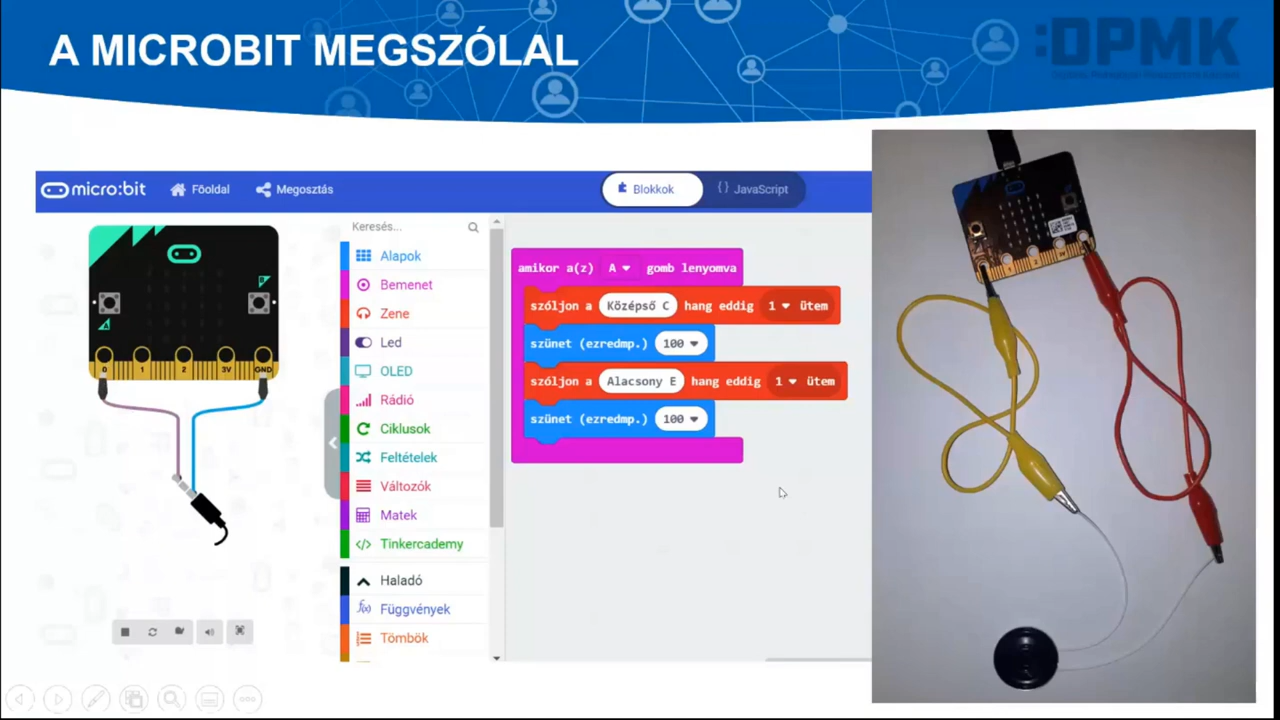 A MICROBIT MEGSZÓLAL
:DPMK
micro:bit
Főoldal
Megosztás
Blokkok
{ } JavaScript
0 1 2 3V GND
A
B
Keresés...
Alapok
Bemenet
Zene
Led
OLED
Rádió
Ciklusok
Feltételek
Változók
Matek
Tinkercademy
Haladó
Függvények
Tömbök
amikor a(z) A gomb lenyomva
szóljon a Középső C hang eddig 1 ütem
szünet (ezredmp.) 100
szóljon a Alacsony E hang eddig 1 ütem
szünet (ezredmp.) 100